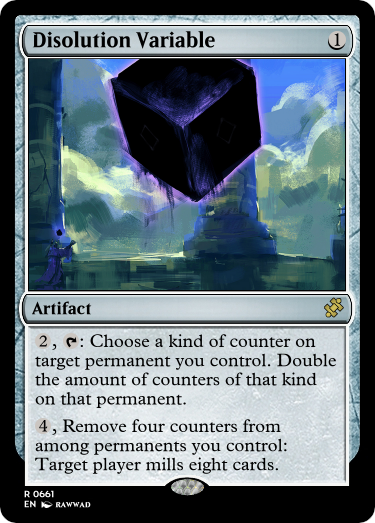 Disolution Variable 1
Artifact
2, : Choose a kind of counter on
target permanent you control. Double
the amount of counters of that kind
on that permanent.
4, Remove four counters from
among permanents you control:
Target player mills eight cards.
R 0661
EN RAWWAD